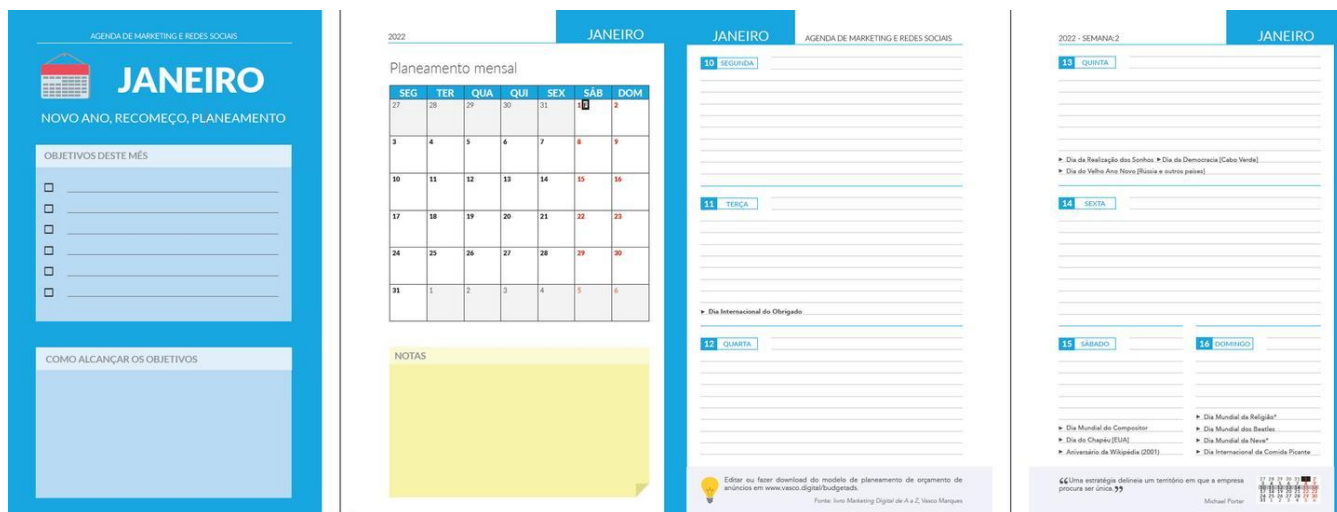 AGENDA DE MARKETING E REDES SOCIAIS
JANEIRO
NOVO ANO, RECOMEÇO, PLANEAMENTO
OBJETIVOS DESTE MÊS
COMO ALCANÇAR OS OBJETIVOS
2022
JANEIRO
Planeamento mensal
SEG TER QUA QUI SEX SÁB DOM
27 28 29 30 31 1 2
3 4 5 6 7 8 9
10 11 12 13 14 15 16
17 18 19 20 21 22 23
24 25 26 27 28 29 30
31 1 2 3 4 5 6
NOTAS
JANEIRO
AGENDA DE MARKETING E REDES SOCIAIS
10 SEGUNDA
11 TERÇA
▸ Dia Internacional do Obrigado
12 QUARTA
Editar ou fazer download do modelo de planeamento de orçamento de
anúncios em www.vasco.digital/budgetads.
Fonte: livro Marketing Digital de A a Z, Vasco Marques
2022 - SEMANA:2
JANEIRO
13 QUINTA
▸ Dia da Realização dos Sonhos ▸ Dia da Democracia [Cabo Verde]
▸ Dia do Velho Ano Novo [Rússia e outros países]
14 SEXTA
15 SÁBADO
▸ Dia Mundial do Compositor
▸ Dia do Chapéu [EUA]
▸ Aniversário da Wikipédia (2001)
16 DOMINGO
▸ Dia Mundial da Religião*
▸ Dia Mundial dos Beatles
▸ Dia Mundial da Neve*
▸ Dia Internacional da Comida Picante
“Uma estratégia delineia um território em que a empresa
procura ser única.”
Michael Porter